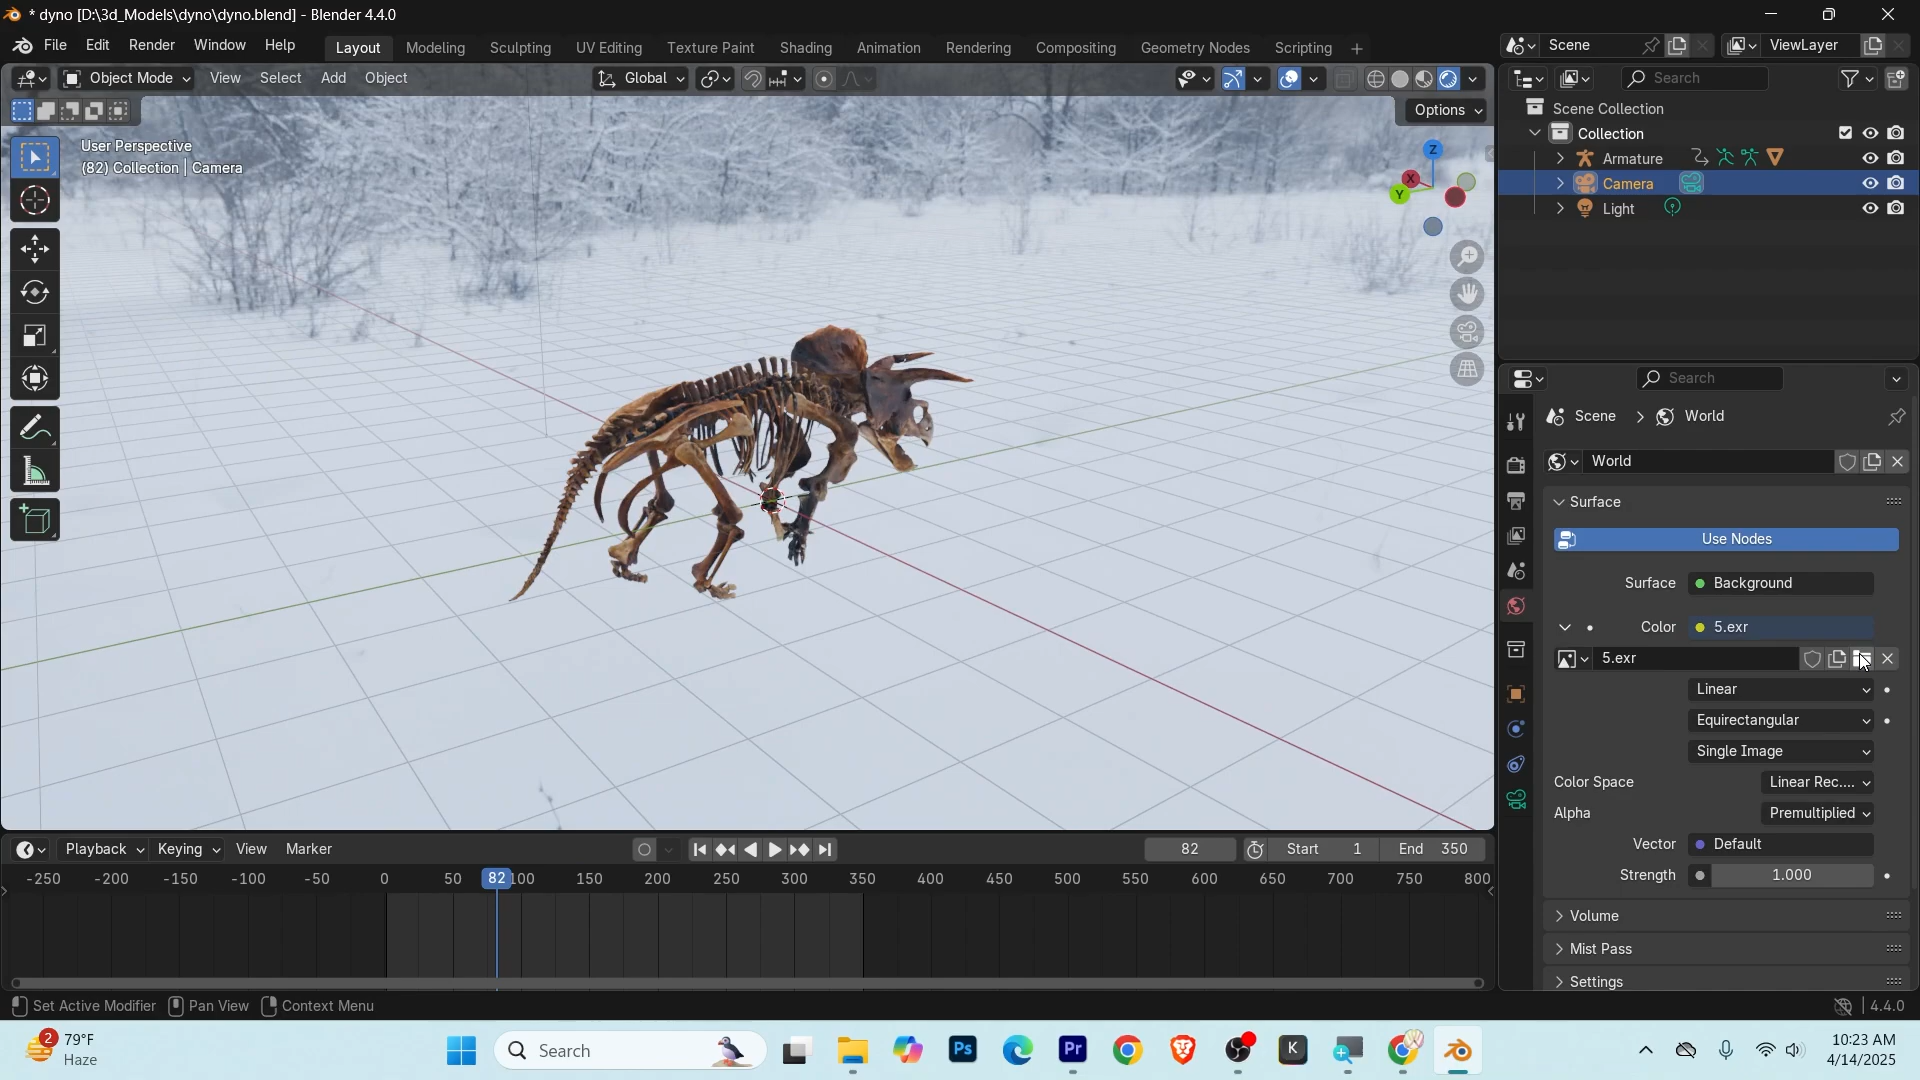 * dyno [D:\3d_Models\dyno\dyno.blend] - Blender 4.4.0
File Edit Render Window Help
Layout Modeling Sculpting UV Editing Texture Paint Shading Animation Rendering Compositing Geometry Nodes Scripting +
Scene
ViewLayer
Object Mode View Select Add Object
Global
Search
Options
User Perspective
(82) Collection | Camera
Z
X
Y
Scene Collection
Collection
Armature
Camera
Light
Search
Scene > World
World
Surface
Use Nodes
Surface Background
Color 5.exr
5.exr
Linear
Equirectangular
Single Image
Color Space Linear Rec....
Alpha Premultiplied
Vector Default
Strength 1.000
Volume
Mist Pass
Settings
Playback Keying View Marker
82 Start 1 End 350
-250 -200 -150 -100 -50 0 50 82 100 150 200 250 300 350 400 450 500 550 600 650 700 750 800
Set Active Modifier Pan View Context Menu
4.4.0
2
79°F
Haze
Search
Ps
Pr
K
10:23 AM
4/14/2025